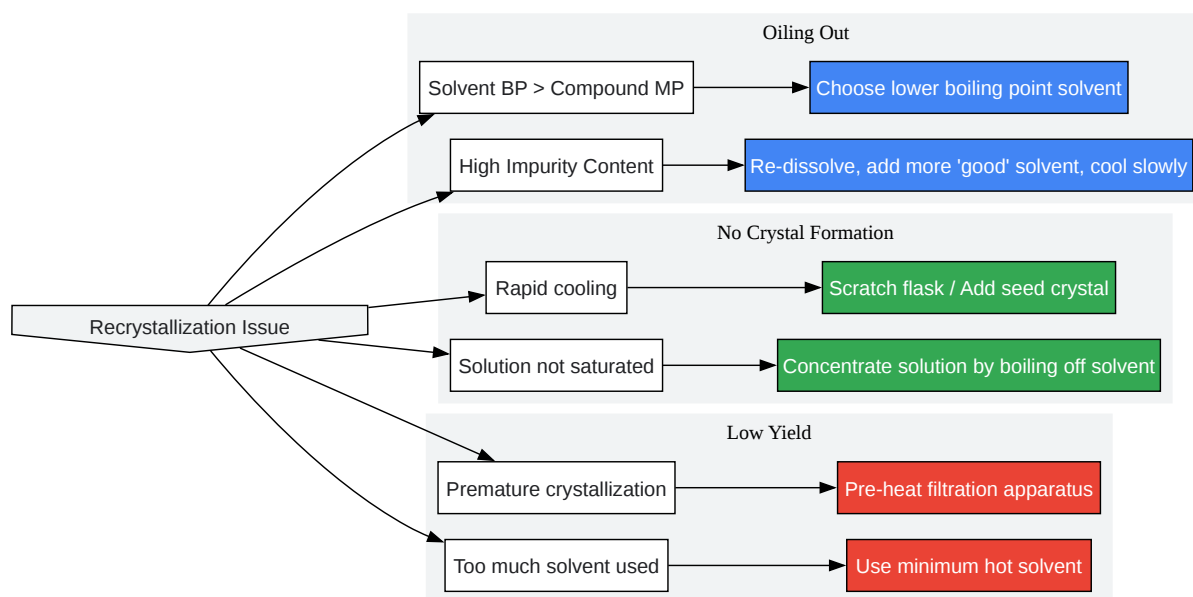 Oiling Out
Solvent BP > Compound MP
Choose lower boiling point solvent
High Impurity Content
Re-dissolve, add more 'good' solvent, cool slowly
No Crystal Formation
Rapid cooling
Scratch flask / Add seed crystal
Recrystallization Issue
Solution not saturated
Concentrate solution by boiling off solvent
Low Yield
Premature crystallization
Pre-heat filtration apparatus
Too much solvent used
Use minimum hot solvent